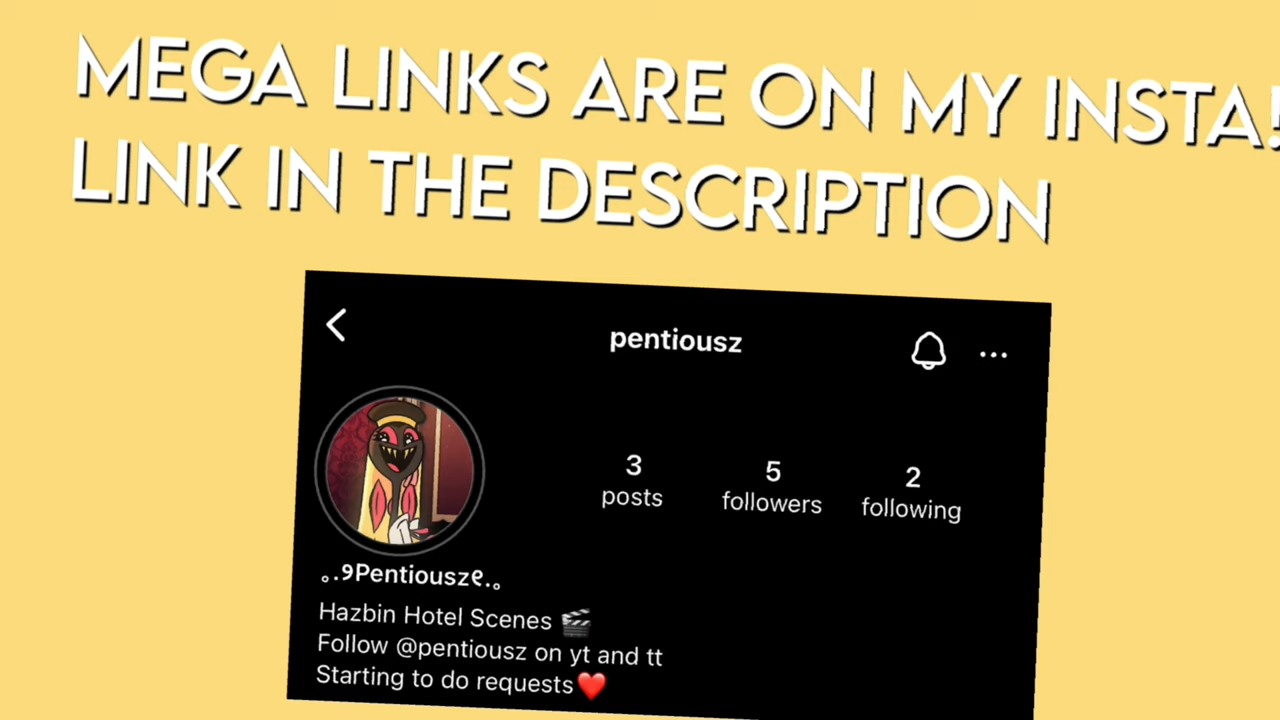 MEGA LINKS ARE ON MY INSTA!
LINK IN THE DESCRIPTION
pentiousz
...
3 5 2
posts followers following
｡.୨Pentiousz୧.｡
Hazbin Hotel Scenes 🎬
Follow @pentiousz on yt and tt
Starting to do requests❤️